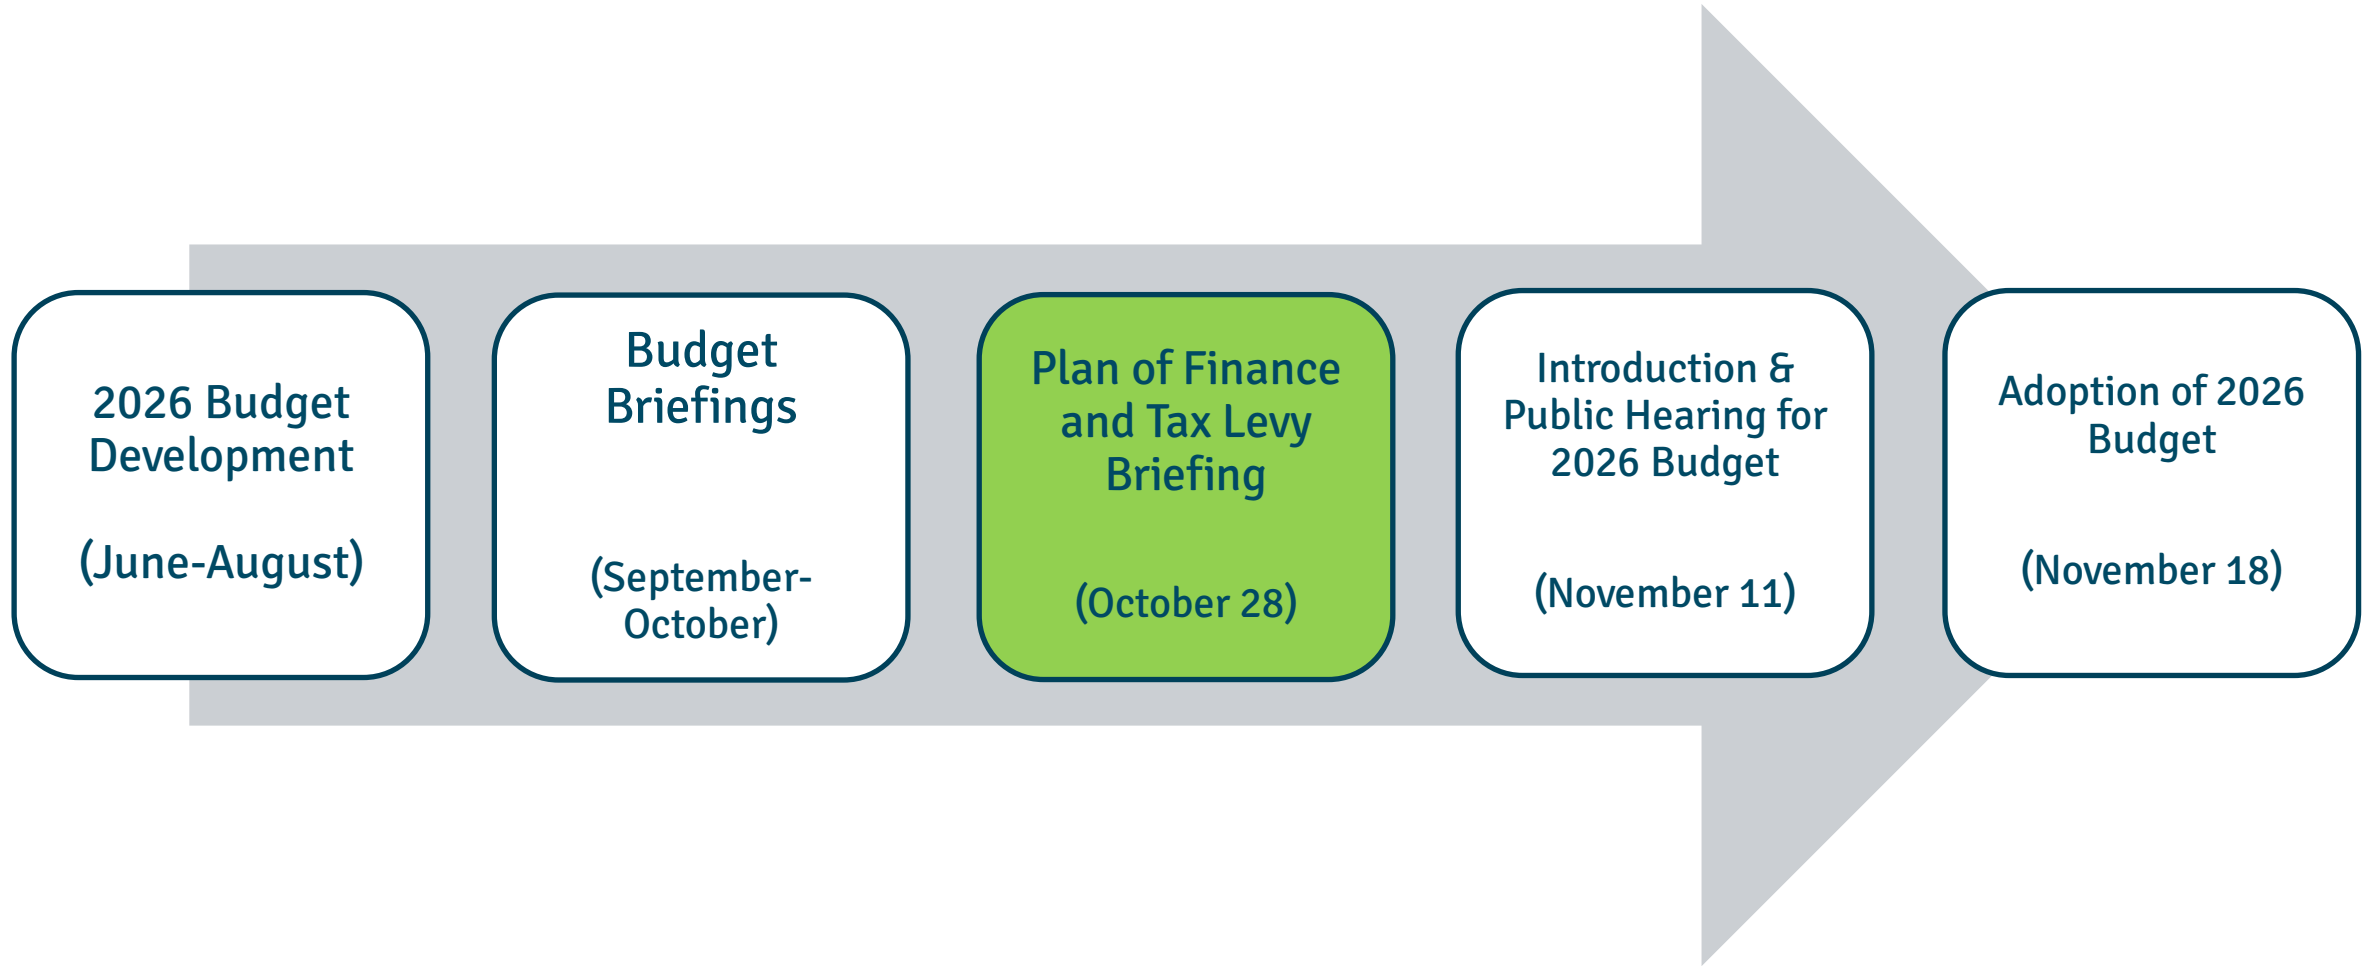 2026 Budget
Development
(June-August)
Budget
Briefings
(September-
October)
Plan of Finance
and Tax Levy
Briefing
(October 28)
Introduction &
Public Hearing for
2026 Budget
(November 11)
Adoption of 2026
Budget
(November 18)